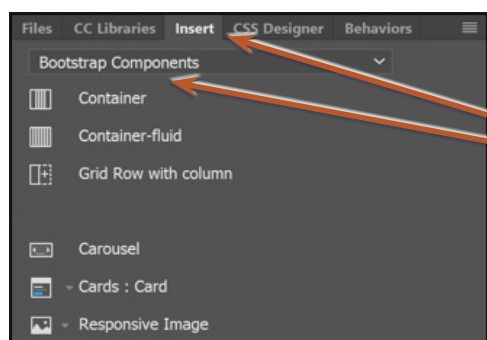 Files CC Libraries Insert CSS Designer Behaviors
Bootstrap Components
Container
Container-fluid
Grid Row with column
Carousel
Cards : Card
Responsive Image